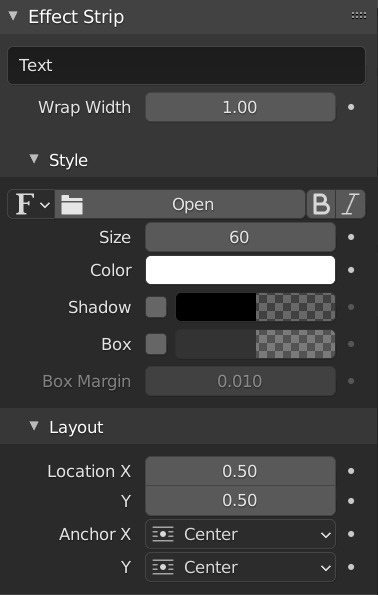 Effect Strip
Text
Wrap Width 1.00
Style
F Open B I
Size 60
Color
Shadow
Box
Box Margin 0.010
Layout
Location X 0.50
Y 0.50
Anchor X Center
Y Center